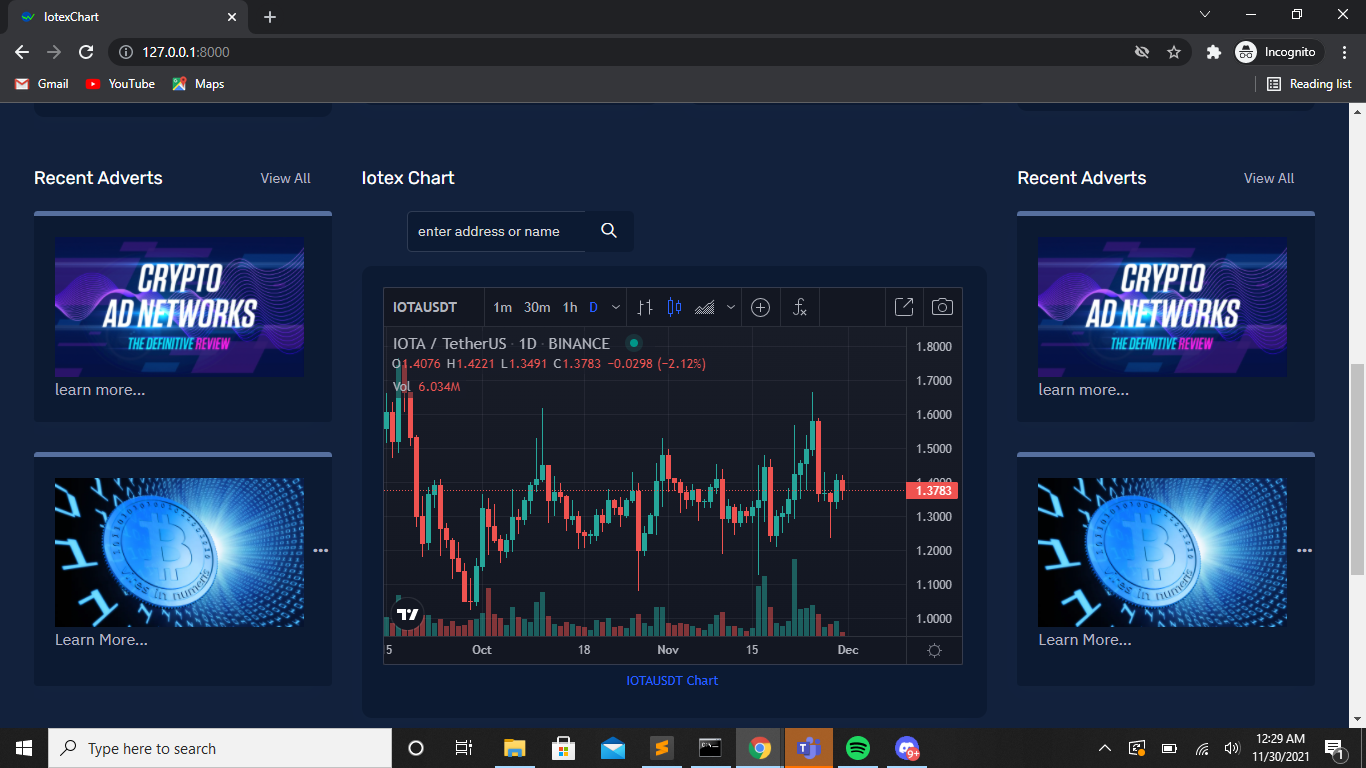 IotexChart
127.0.0.1:8000
Incognito
Gmail
YouTube
Maps
Reading list
Recent Adverts
View All
CRYPTO
AD NETWORKS
THE DEFINITIVE REVIEW
learn more...
Learn More...
Iotex Chart
enter address or name
IOTAUSDT
1m 30m 1h D
IOTA / TetherUS · 1D · BINANCE
O1.4076 H1.4221 L1.3491 C1.3783 −0.0298 (−2.12%)
Vol 6.034M
1.8000
1.7000
1.6000
1.5000
1.4000
1.3783
1.3000
1.2000
1.1000
1.0000
5 Oct 18 Nov 15 Dec
IOTAUSDT Chart
Recent Adverts
View All
CRYPTO
AD NETWORKS
THE DEFINITIVE REVIEW
learn more...
Learn More...
Type here to search
9+
12:29 AM
11/30/2021
1